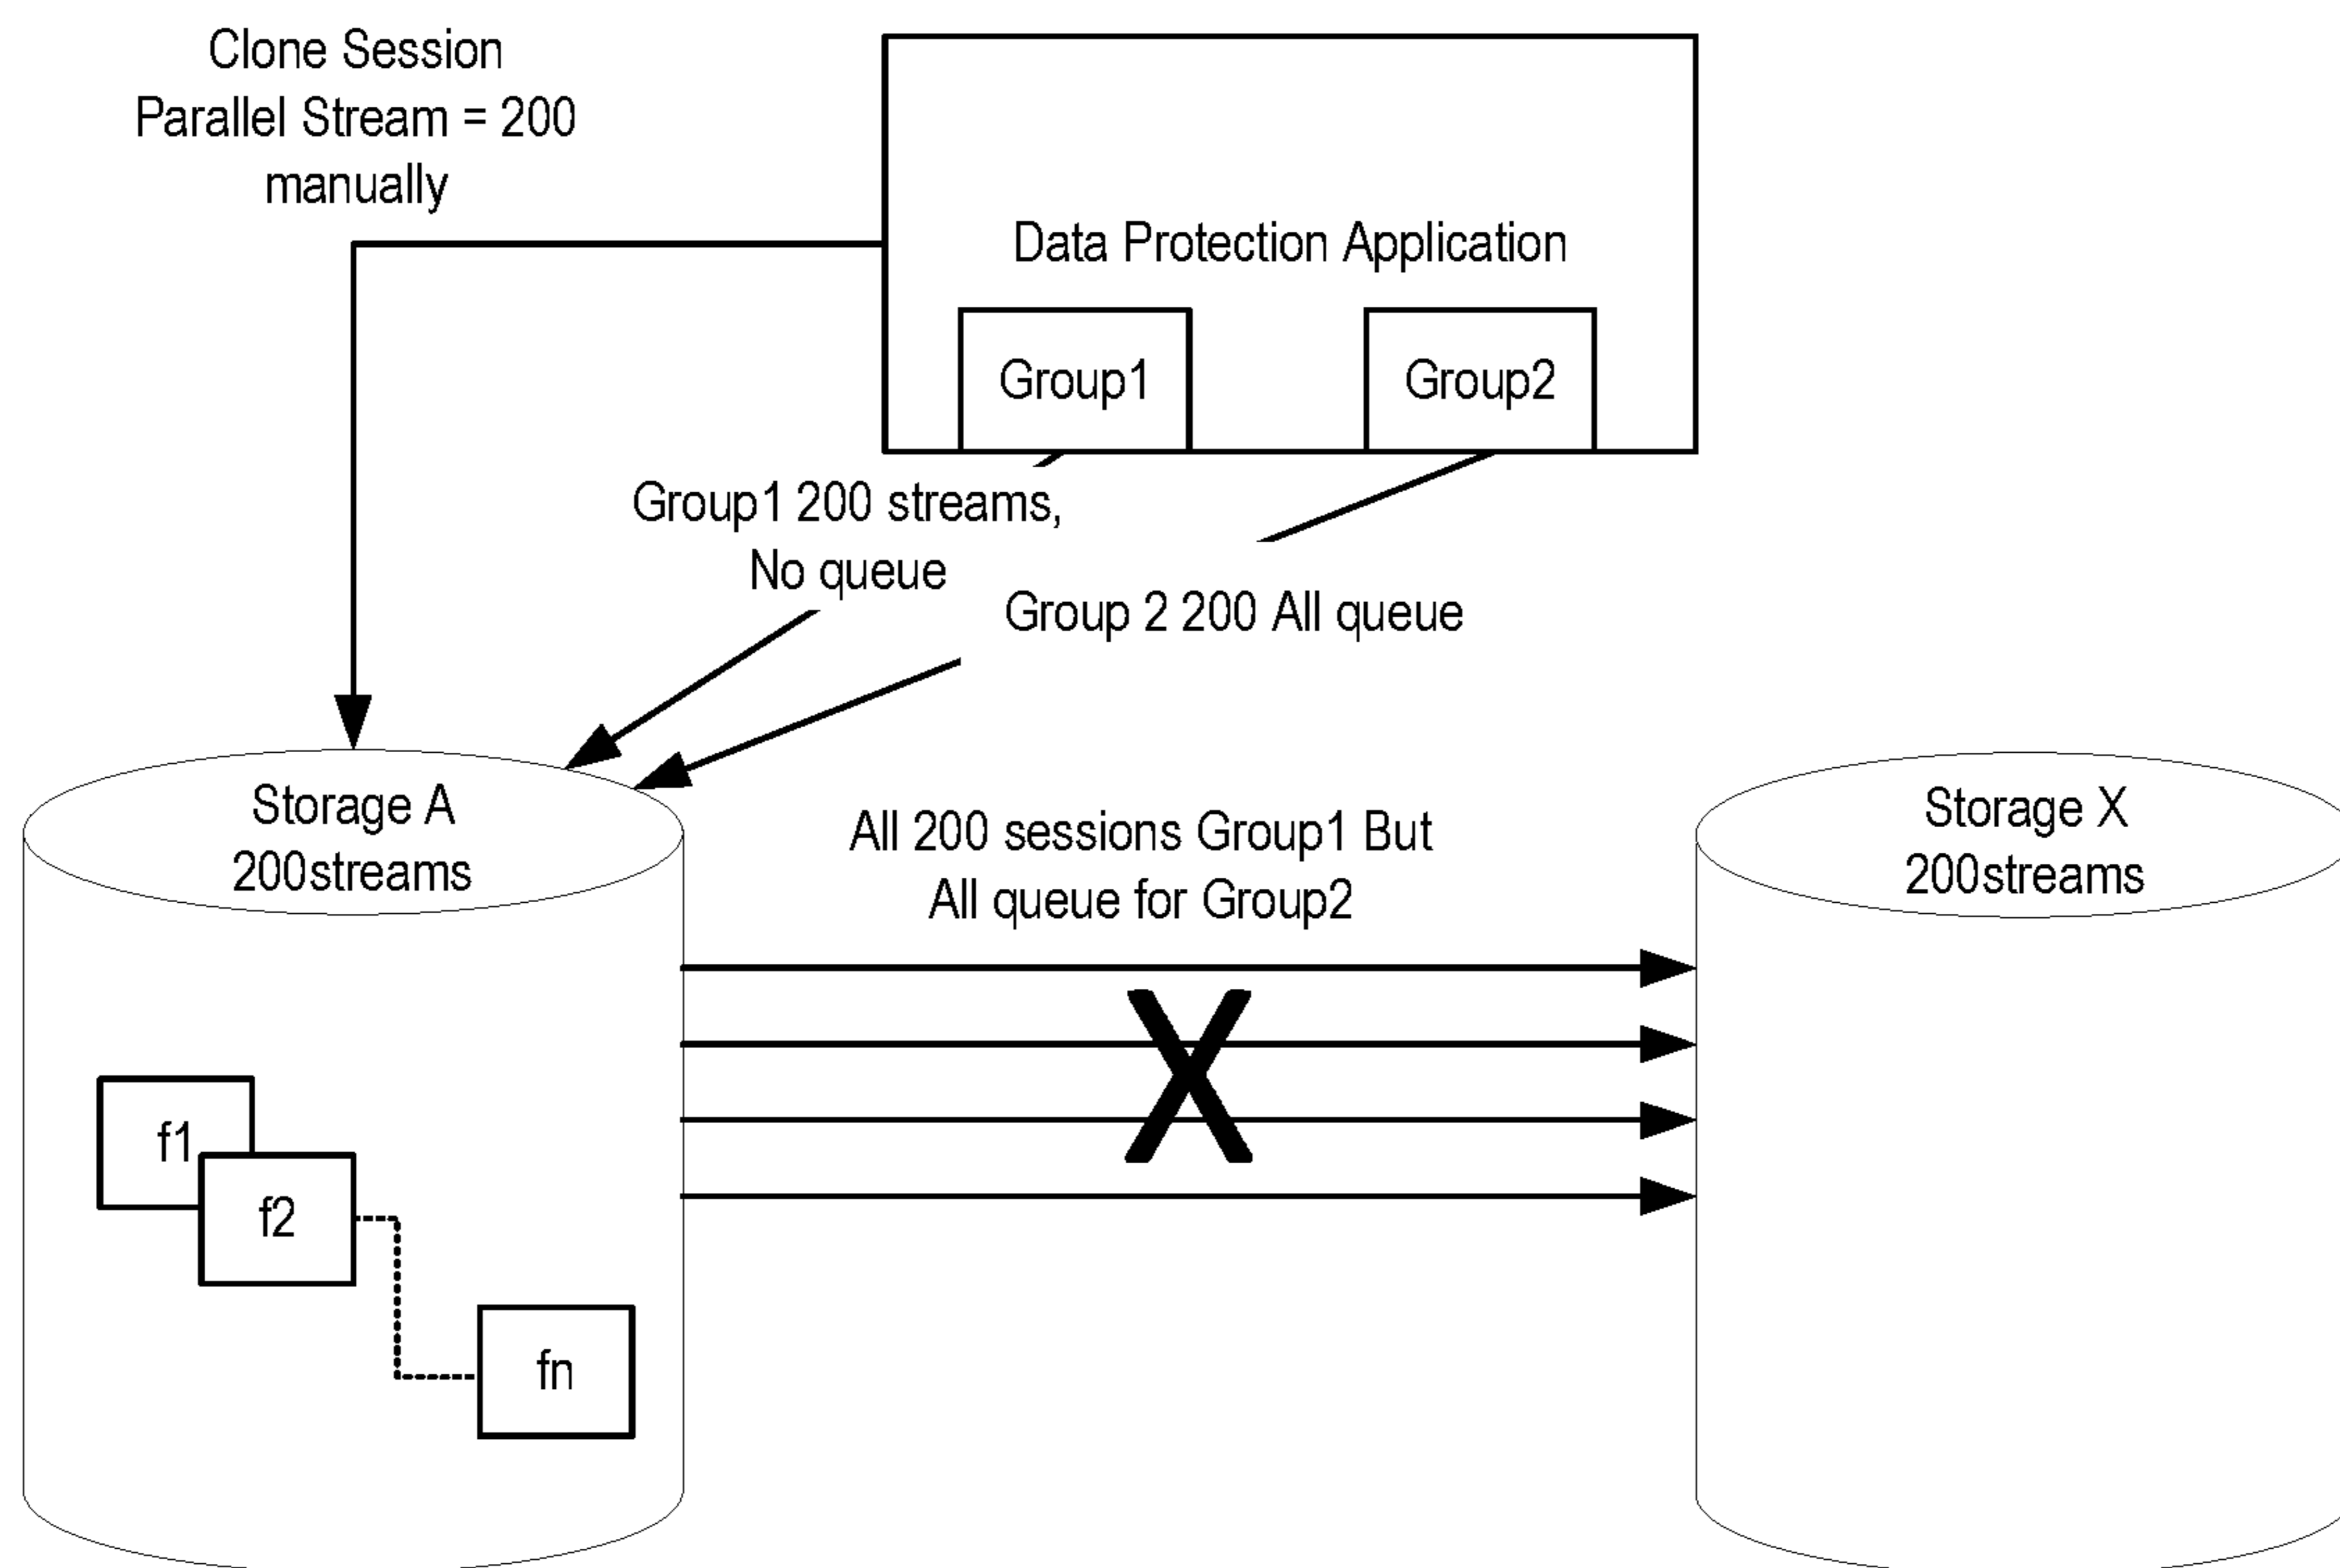 Clone Session
Parallel Stream = 200
manually
Data Protection Application
Group1
Group2
Group1 200 streams,
No queue
Group 2 200 All queue
Storage A
200streams
All 200 sessions Group1 But
All queue for Group2
Storage X
200streams
X
f1
f2
fn